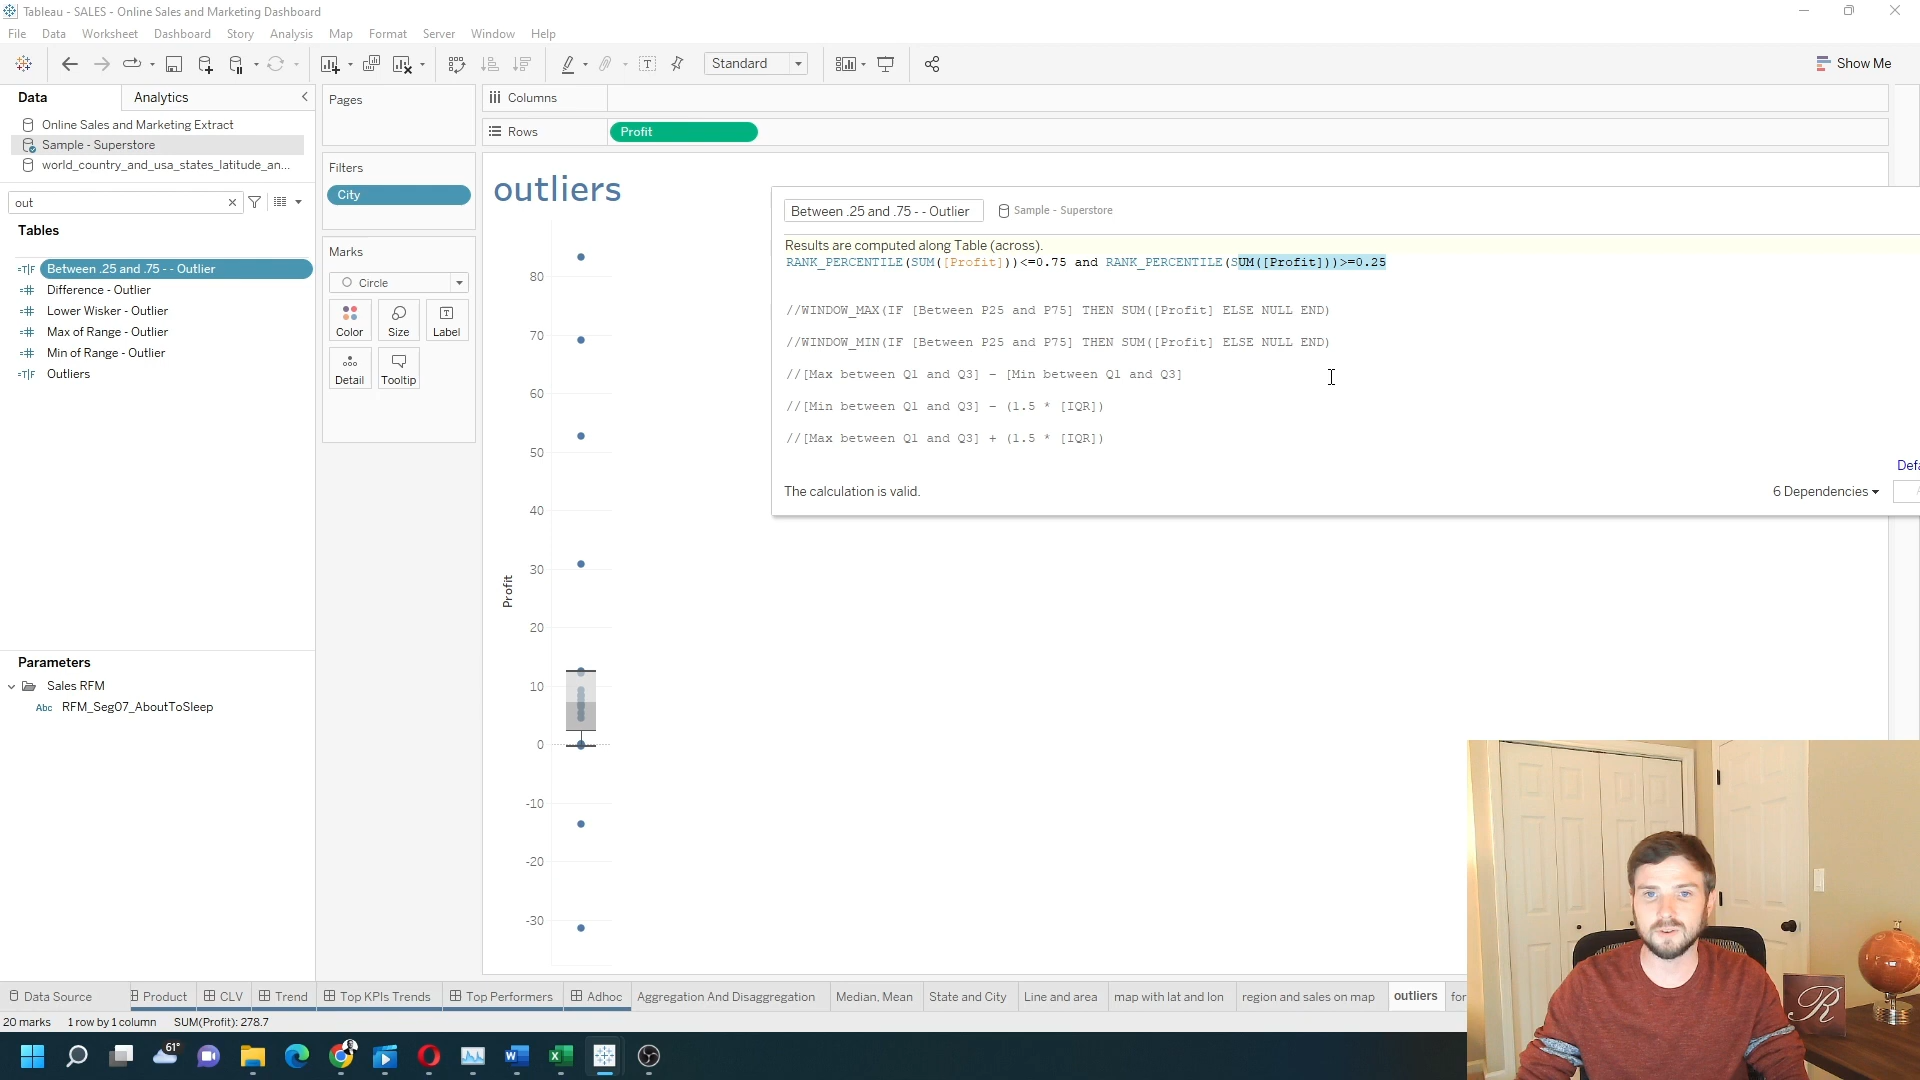 Tableau - SALES - Online Sales and Marketing Dashboard
File Data Worksheet Dashboard Story Analysis Map Format Server Window Help
Standard
Show Me
Data Analytics
Online Sales and Marketing Extract
Sample - Superstore
world_country_and_usa_states_latitude_an...
out
Tables
=T|F Between .25 and .75 - - Outlier
=# Difference - Outlier
=# Lower Wisker - Outlier
=# Max of Range - Outlier
=# Min of Range - Outlier
=T|F Outliers
Parameters
Sales RFM
Abc RFM_Seg07_AboutToSleep
Pages
Filters
City
Marks
Circle
Color Size Label
Detail Tooltip
Columns
Rows Profit
outliers
80
70
60
50
40
30
20
10
0
-10
-20
-30
Profit
Between .25 and .75 - - Outlier Sample - Superstore
Results are computed along Table (across).
RANK_PERCENTILE(SUM([Profit]))<=0.75 and RANK_PERCENTILE(SUM([Profit]))>=0.25
//WINDOW_MAX(IF [Between P25 and P75] THEN SUM([Profit] ELSE NULL END)
//WINDOW_MIN(IF [Between P25 and P75] THEN SUM([Profit] ELSE NULL END)
//[Max between Q1 and Q3] - [Min between Q1 and Q3]
//[Min between Q1 and Q3] - (1.5 * [IQR])
//[Max between Q1 and Q3] + (1.5 * [IQR])
Defa
The calculation is valid. 6 Dependencies
R
Data Source Product CLV Trend Top KPIs Trends Top Performers Adhoc Aggregation And Disaggregation Median, Mean State and City Line and area map with lat and lon region and sales on map outliers for
20 marks 1 row by 1 column SUM(Profit): 278.7
61°